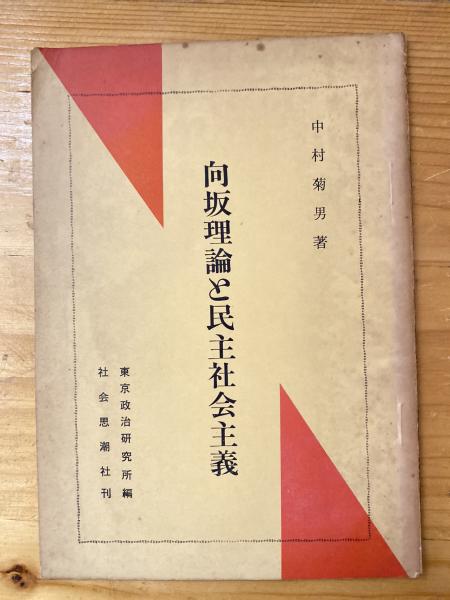 中村菊男著
向坂理論と民主社会主義
東京政治研究所編
社会思潮社刊